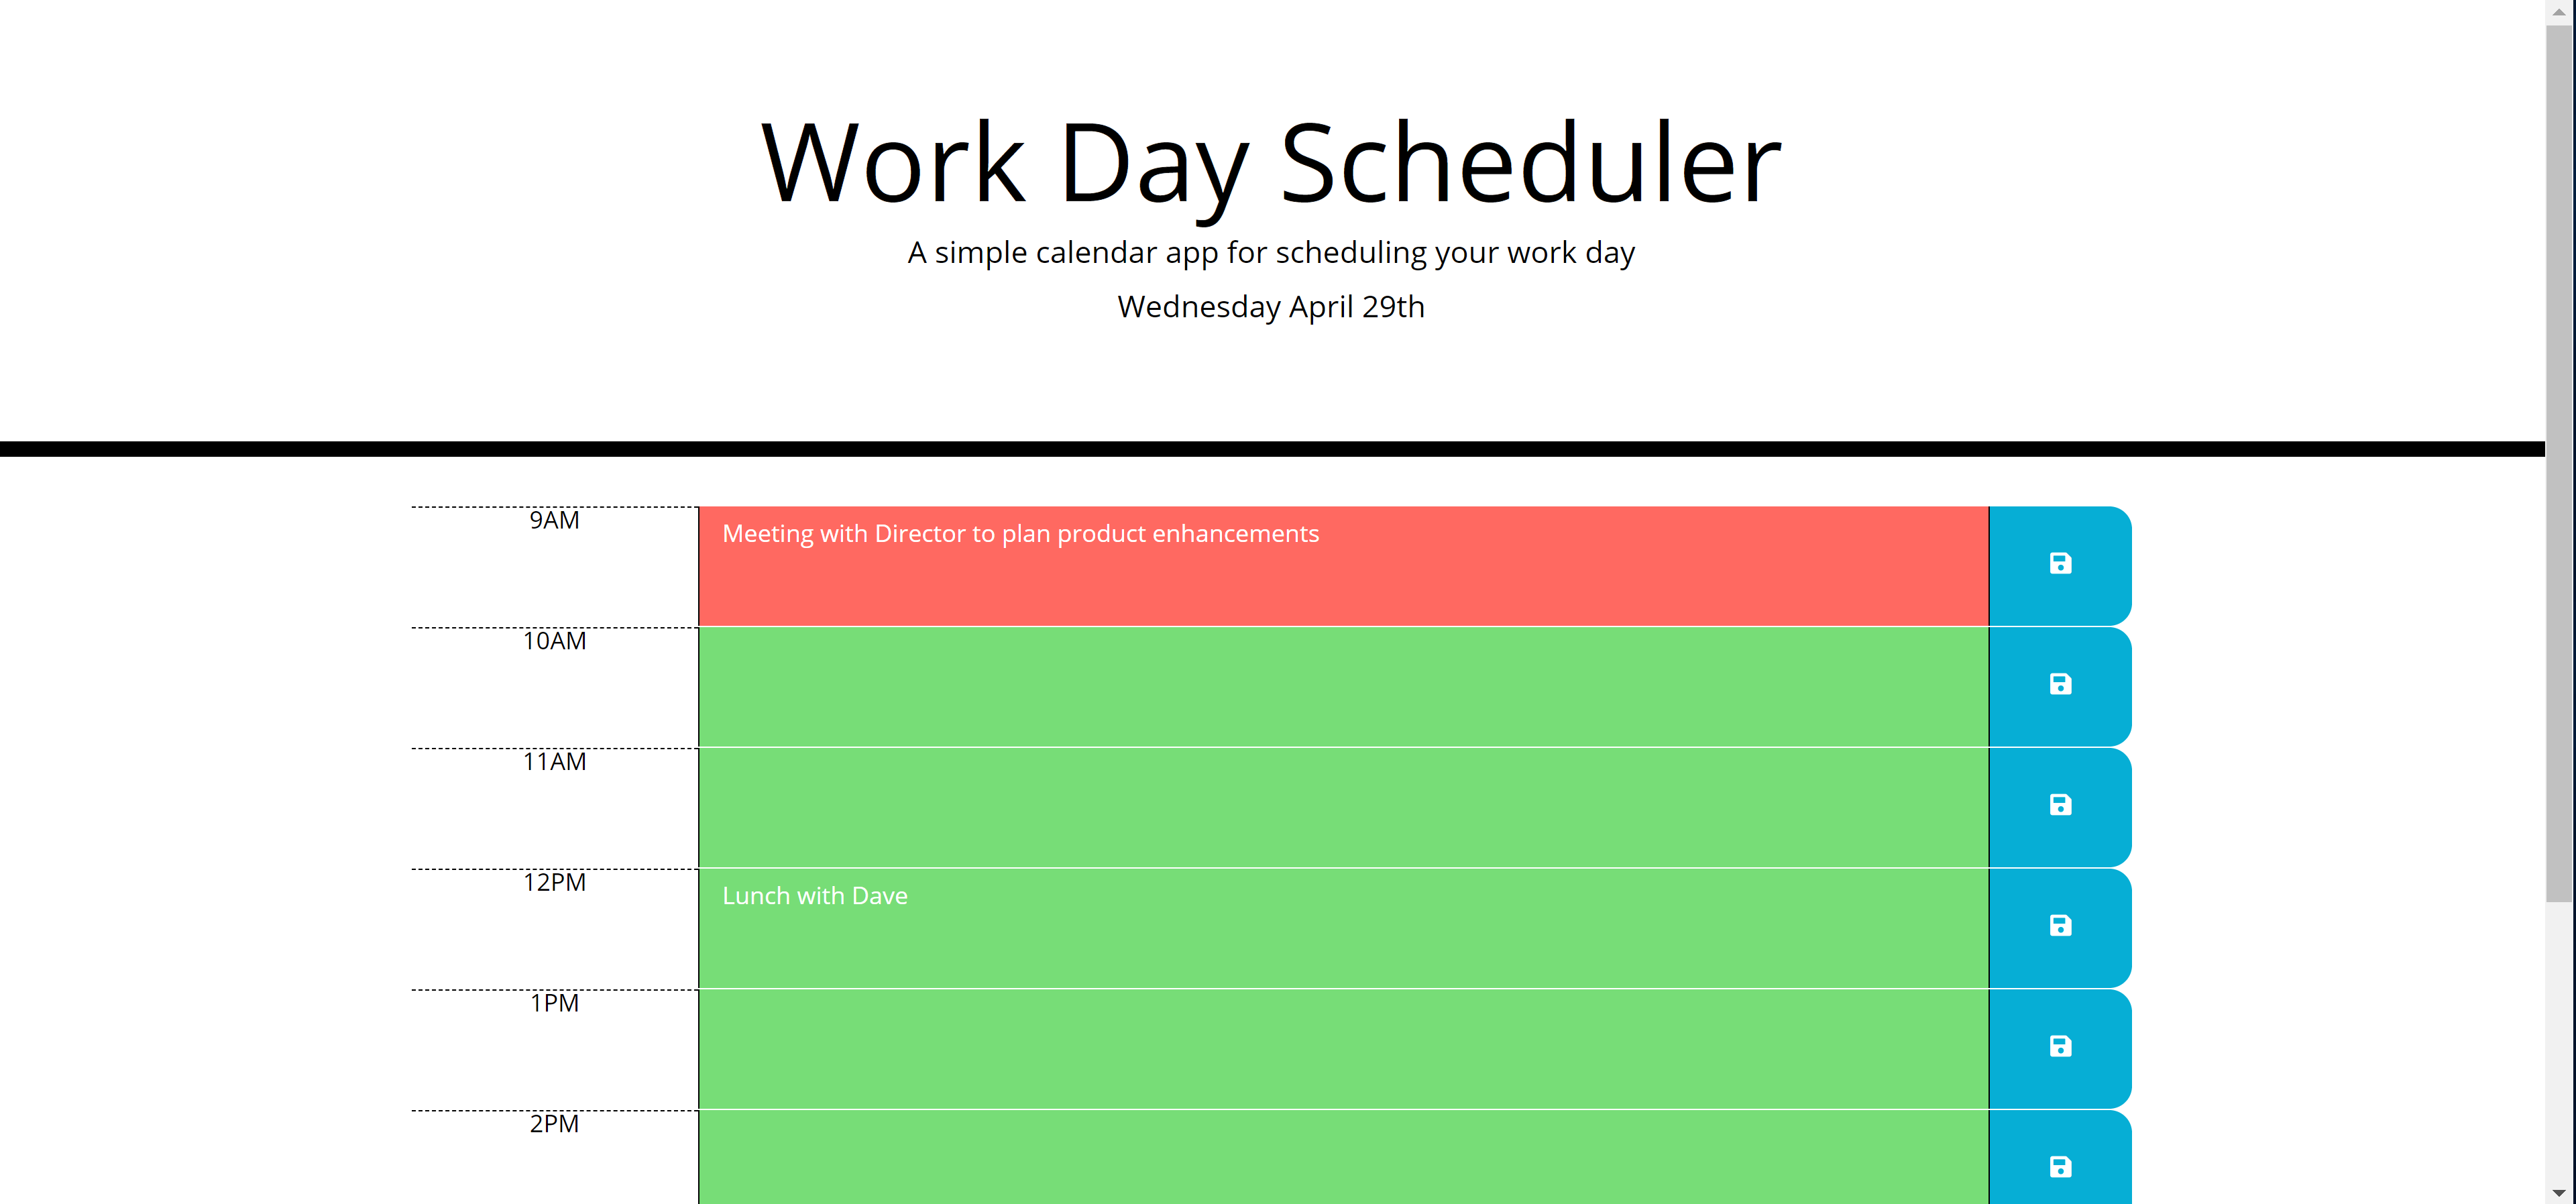 Work Day Scheduler
A simple calendar app for scheduling your work day
Wednesday April 29th
9AM
Meeting with Director to plan product enhancements
10AM
11AM
12PM
Lunch with Dave
1PM
2PM